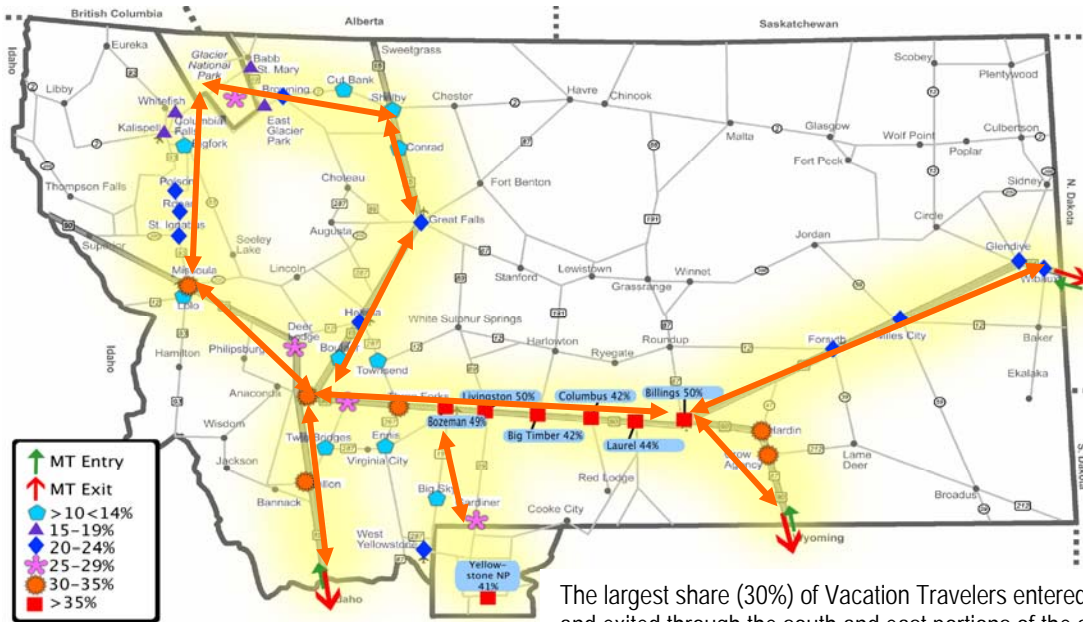 British Columbia
Alberta
Saskatchewan
Idaho
Eureka
Glacier
National
Park
Babb
St. Mary
Sweetgrass
Scobey
Plentywood
Libby
Whitefish
Browning
Cut Bank
Shelby
Chester
Havre
Chinook
Kalispell
Columbia
Falls
East
Glacier
Park
Malta
Glasgow
Wolf Point
Culbertson
Poplar
Bigfork
Conrad
Fort Peck
Thompson Falls
Polson
Ronan
St. Ignatius
Choteau
Fort Benton
Sidney
N. Dakota
Superior
Seeley
Lake
Augusta
Great Falls
Circle
Jordan
Glendive
Wibaux
Missoula
Lincoln
Stanford
Lewistown
Grassrange
Winnet
Lolo
Helena
White Sulphur Springs
Miles City
Deer
Lodge
Boulder
Townsend
Harlowton
Ryegate
Roundup
Forsyth
Baker
Hamilton
Philipsburg
Ekalaka
Idaho
Anaconda
Three Forks
Livingston 50%
Columbus 42%
Billings 50%
Bozeman 49%
Big Timber 42%
Laurel 44%
Hardin
Wisdom
Twin Bridges
Ennis
Virginia City
Crow
Agency
Lame
Deer
S. Dakota
Jackson
Dillon
Bannack
Big Sky
Gardiner
Red Lodge
Broadus
Cooke City
West
Yellowstone
Wyoming
Yellow-
stone NP
41%
Idaho
MT Entry
MT Exit
>10<14%
15-19%
20-24%
25-29%
30-35%
>35%
The largest share (30%) of Vacation Travelers entered